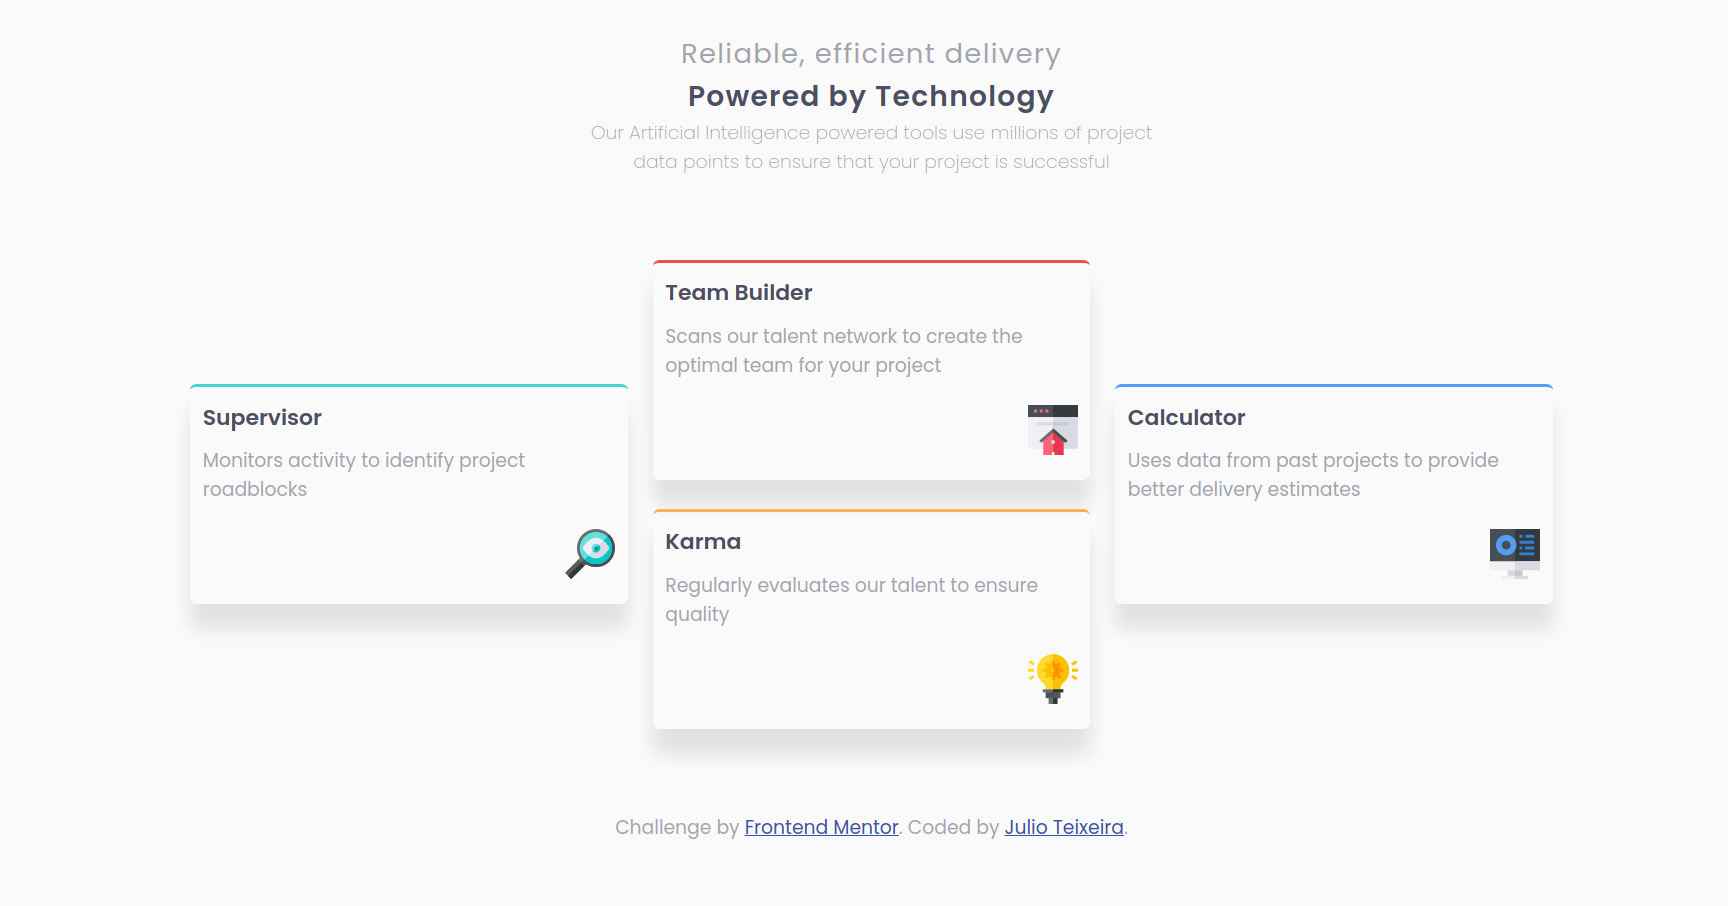 Reliable, efficient delivery
Powered by Technology
Our Artificial Intelligence powered tools use millions of project
data points to ensure that your project is successful
Team Builder
Scans our talent network to create the
optimal team for your project
Supervisor
Monitors activity to identify project
roadblocks
Calculator
Uses data from past projects to provide
better delivery estimates
Karma
Regularly evaluates our talent to ensure
quality
Challenge by Frontend Mentor. Coded by Julio Teixeira.